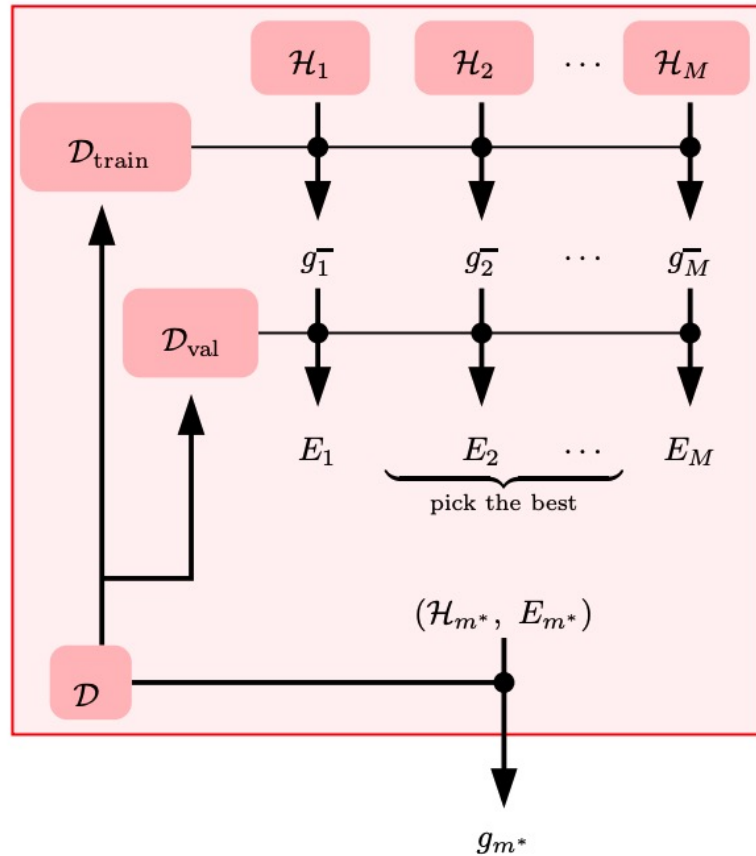 𝓗₁ 𝓗₂ ⋯ 𝓗_M
𝓓_train
g₁⁻ g₂⁻ ⋯ g_M⁻
𝓓_val
E₁ E₂ ⋯ E_M
pick the best
(𝓗_{m*}, E_{m*})
𝓓
g_{m*}